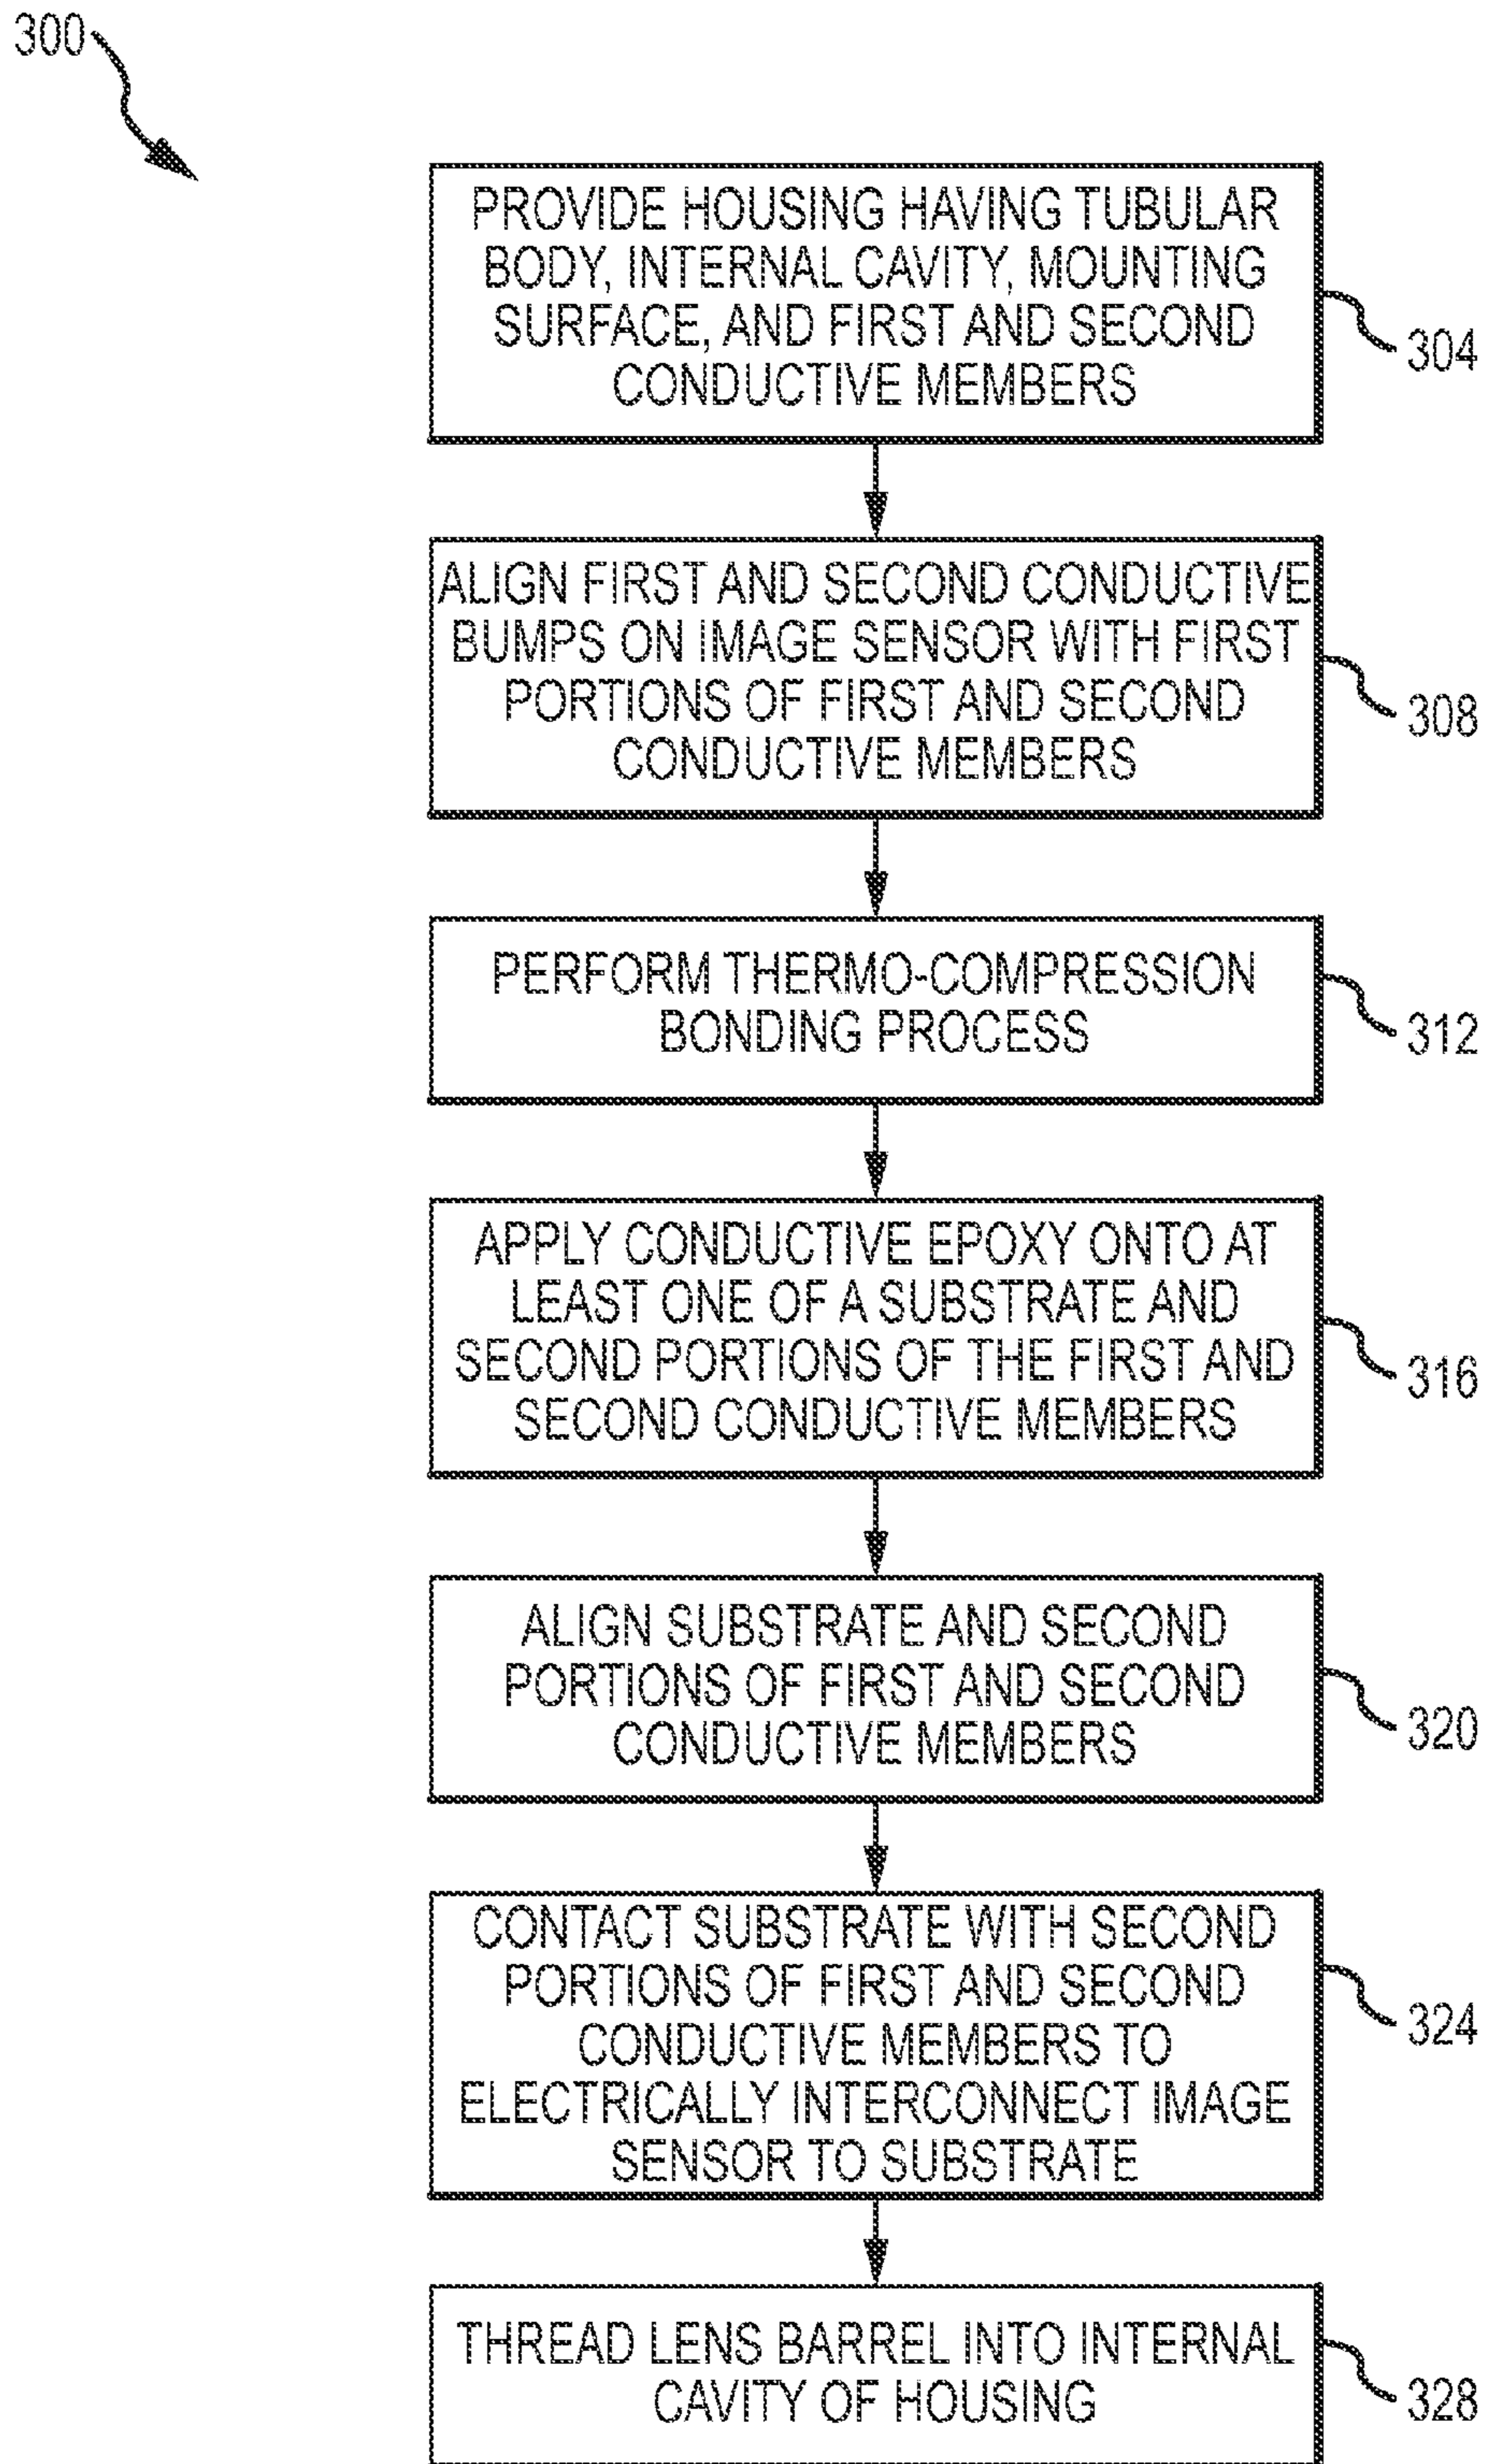 300
PROVIDE HOUSING HAVING TUBULAR
BODY, INTERNAL CAVITY, MOUNTING
SURFACE, AND FIRST AND SECOND
CONDUCTIVE MEMBERS
304
ALIGN FIRST AND SECOND CONDUCTIVE
BUMPS ON IMAGE SENSOR WITH FIRST
PORTIONS OF FIRST AND SECOND
CONDUCTIVE MEMBERS
308
PERFORM THERMO-COMPRESSION
BONDING PROCESS
312
APPLY CONDUCTIVE EPOXY ONTO AT
LEAST ONE OF A SUBSTRATE AND
SECOND PORTIONS OF THE FIRST AND
SECOND CONDUCTIVE MEMBERS
316
ALIGN SUBSTRATE AND SECOND
PORTIONS OF FIRST AND SECOND
CONDUCTIVE MEMBERS
320
CONTACT SUBSTRATE WITH SECOND
PORTIONS OF FIRST AND SECOND
CONDUCTIVE MEMBERS TO
ELECTRICALLY INTERCONNECT IMAGE
SENSOR TO SUBSTRATE
324
THREAD LENS BARREL INTO INTERNAL
CAVITY OF HOUSING
328